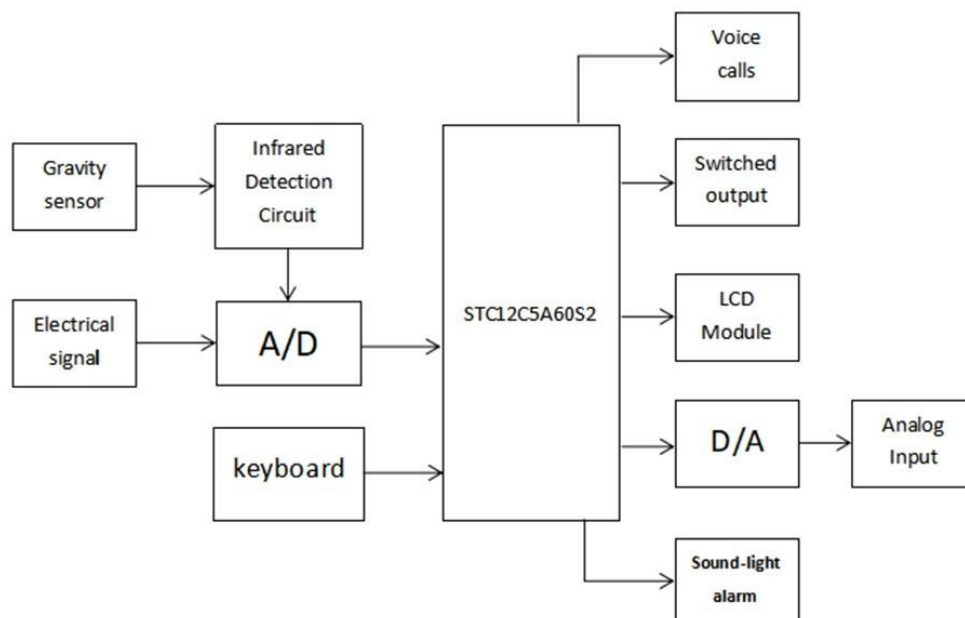 Voice
calls
Gravity
sensor
Infrared
Detection
Circuit
Switched
output
Electrical
signal
A/D
STC12C5A60S2
LCD
Module
keyboard
D/A
Analog
Input
Sound-light
alarm